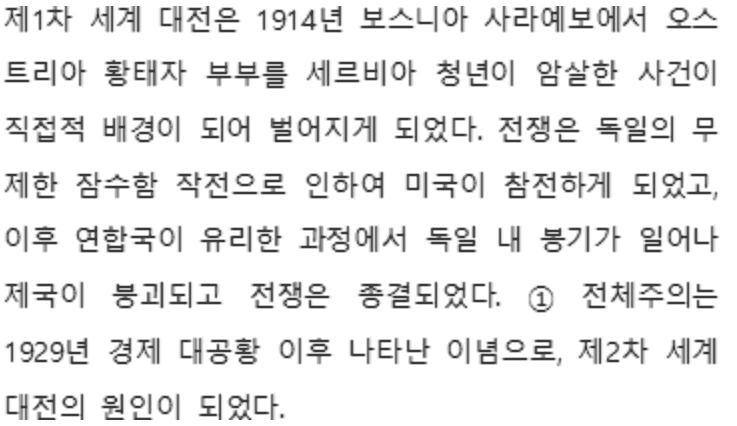 제1차 세계 대전은 1914년 보스니아 사라예보에서 오스
트리아 황태자 부부를 세르비아 청년이 암살한 사건이
직접적 배경이 되어 벌어지게 되었다. 전쟁은 독일의 무
제한 잠수함 작전으로 인하여 미국이 참전하게 되었고,
이후 연합국이 유리한 과정에서 독일 내 봉기가 일어나
제국이 붕괴되고 전쟁은 종결되었다. ① 전체주의는
1929년 경제 대공황 이후 나타난 이념으로, 제2차 세계
대전의 원인이 되었다.